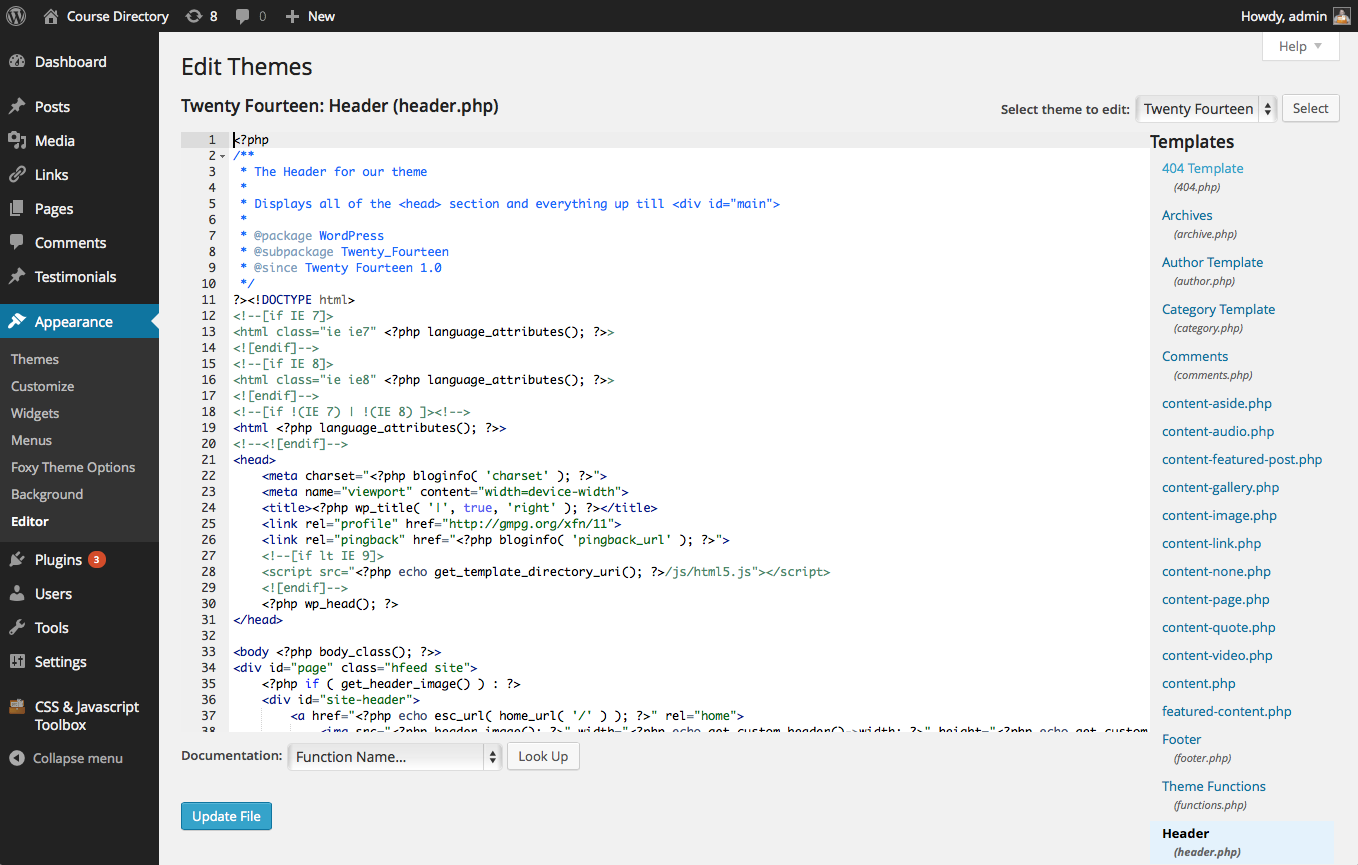 Course Directory 8 0 New Howdy, admin
Help
Dashboard
Posts
Media
Links
Pages
Comments
Testimonials
Appearance
Themes
Customize
Widgets
Menus
Foxy Theme Options
Background
Editor
Plugins 3
Users
Tools
Settings
CSS & Javascript
Toolbox
Collapse menu
Edit Themes
Twenty Fourteen: Header (header.php)
Select theme to edit: Twenty Fourteen Select
1 <?php
2 /**
3  * The Header for our theme
4  *
5  * Displays all of the <head> section and everything up till <div id="main">
6  *
7  * @package WordPress
8  * @subpackage Twenty_Fourteen
9  * @since Twenty Fourteen 1.0
10  */
11 ?><!DOCTYPE html>
12 <!--[if IE 7]>
13 <html class="ie ie7" <?php language_attributes(); ?>>
14 <![endif]-->
15 <!--[if IE 8]>
16 <html class="ie ie8" <?php language_attributes(); ?>>
17 <![endif]-->
18 <!--[if !(IE 7) | !(IE 8) ]><!-->
19 <html <?php language_attributes(); ?>>
20 <!--<![endif]-->
21 <head>
22     <meta charset="<?php bloginfo( 'charset' ); ?>">
23     <meta name="viewport" content="width=device-width">
24     <title><?php wp_title( '|', true, 'right' ); ?></title>
25     <link rel="profile" href="http://gmpg.org/xfn/11">
26     <link rel="pingback" href="<?php bloginfo( 'pingback_url' ); ?>">
27     <!--[if lt IE 9]>
28     <script src="<?php echo get_template_directory_uri(); ?>/js/html5.js"></script>
29     <![endif]-->
30     <?php wp_head(); ?>
31 </head>
32
33 <body <?php body_class(); ?>>
34 <div id="page" class="hfeed site">
35     <?php if ( get_header_image() ) : ?>
36     <div id="site-header">
37         <a href="<?php echo esc_url( home_url( '/' ) ); ?>" rel="home">
38             <img src="<?php header_image(); ?>" width="<?php echo get_custom_header()->width; ?>" height="<?php echo get_custom
Documentation: Function Name... Look Up
Update File
Templates
404 Template
(404.php)
Archives
(archive.php)
Author Template
(author.php)
Category Template
(category.php)
Comments
(comments.php)
content-aside.php
content-audio.php
content-featured-post.php
content-gallery.php
content-image.php
content-link.php
content-none.php
content-page.php
content-quote.php
content-video.php
content.php
featured-content.php
Footer
(footer.php)
Theme Functions
(functions.php)
Header
(header.php)